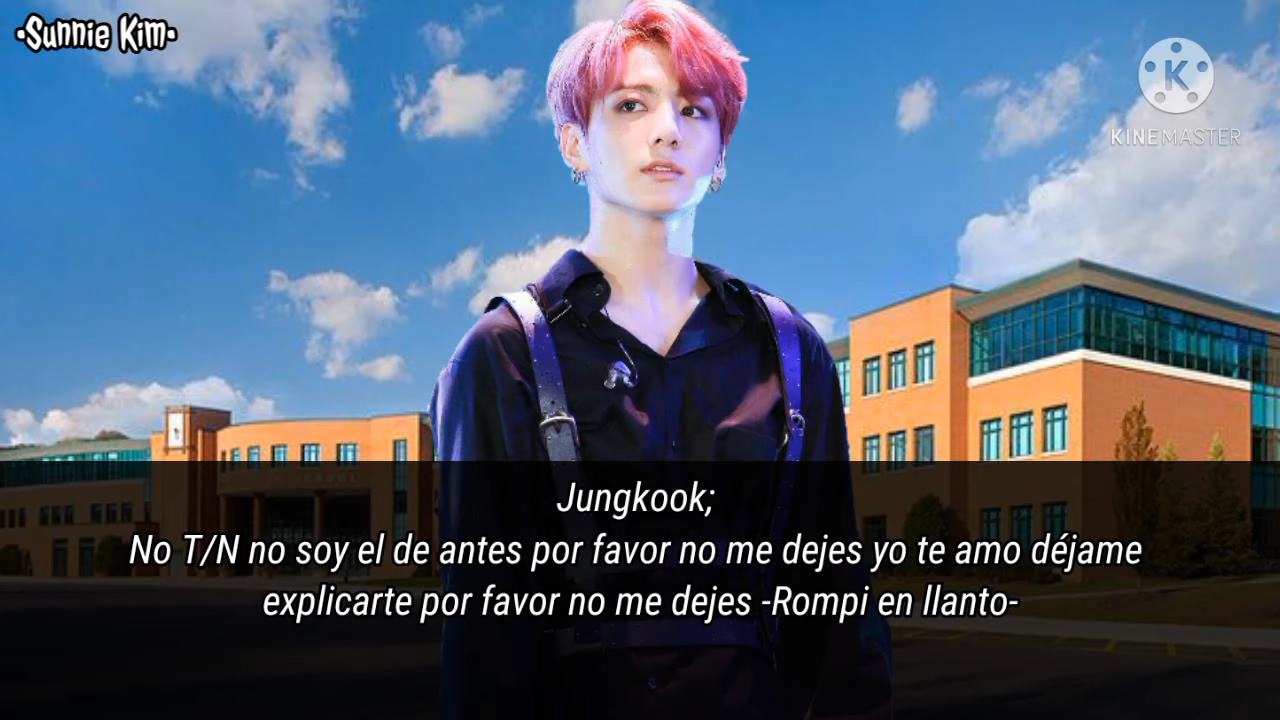 •Sunnie Kim•
K
KINEMASTER
Jungkook;
No T/N no soy el de antes por favor no me dejes yo te amo déjame
explicarte por favor no me dejes -Rompi en llanto-